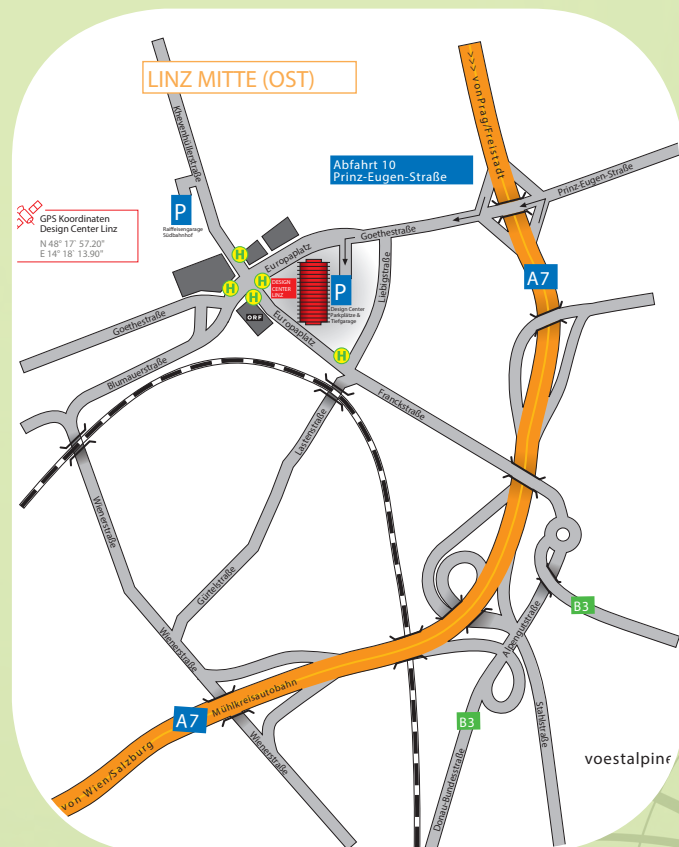 LINZ MITTE (OST)
>>> von Prag/Freistadt
Khevenhüllerstraße
Abfahrt 10
Prinz-Eugen-Straße
Prinz-Eugen-Straße
P
Raiffeisengarage
Südbahnhof
GPS Koordinaten
Design Center Linz
N 48° 17` 57.20"
E 14° 18` 13.90"
Goethestraße
H
Europaplatz
H
H
H
DESIGN
CENTER
LINZ
P
Design Center
Parkplätze &
Tiefgarage
Liebigstraße
A7
ORF
Europaplatz
Goethestraße
H
Blumauerstraße
Franckstraße
Lastenstraße
Wienerstraße
Gürtelstraße
B3
Alpengutstraße
Wienerstraße
Mühlkreisautobahn
A7
B3
Stahlstraße
Wienerstraße
voestalpine
von Wien/Salzburg
Donau-Bundesstraße